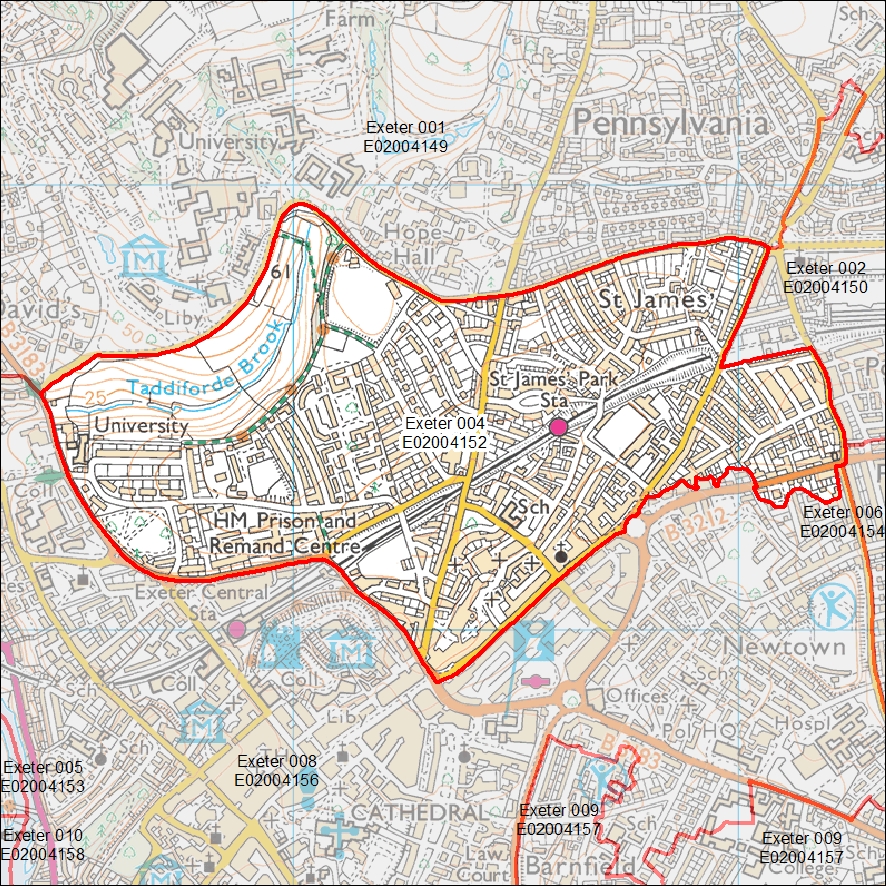 Farm
Sch
University
Exeter 001
E02004149
Pennsylvania
Sch
Hope
Hall
61
M
David's
Liby
50
B 3183
St James'
Exeter 002
E02004150
Taddiforde Brook
25
St James' Park
Sta
University
Exeter 004
E02004152
Coll
HM Prison and
Remand Centre
Sch
B3212
Exeter 006
E02004154
Exeter Central
Sta
Newtown
Sch
Coll
Coll
M
M
Liby
Offices
Pol HQ
Hospl
B3183
Sch
Exeter 005
E02004153
Exeter 008
E02004156
Exeter 009
E02004157
Exeter 010
E02004158
CATHEDRAL
Sch
Exeter 009
E02004157
Law
Court
Barnfield
College
M